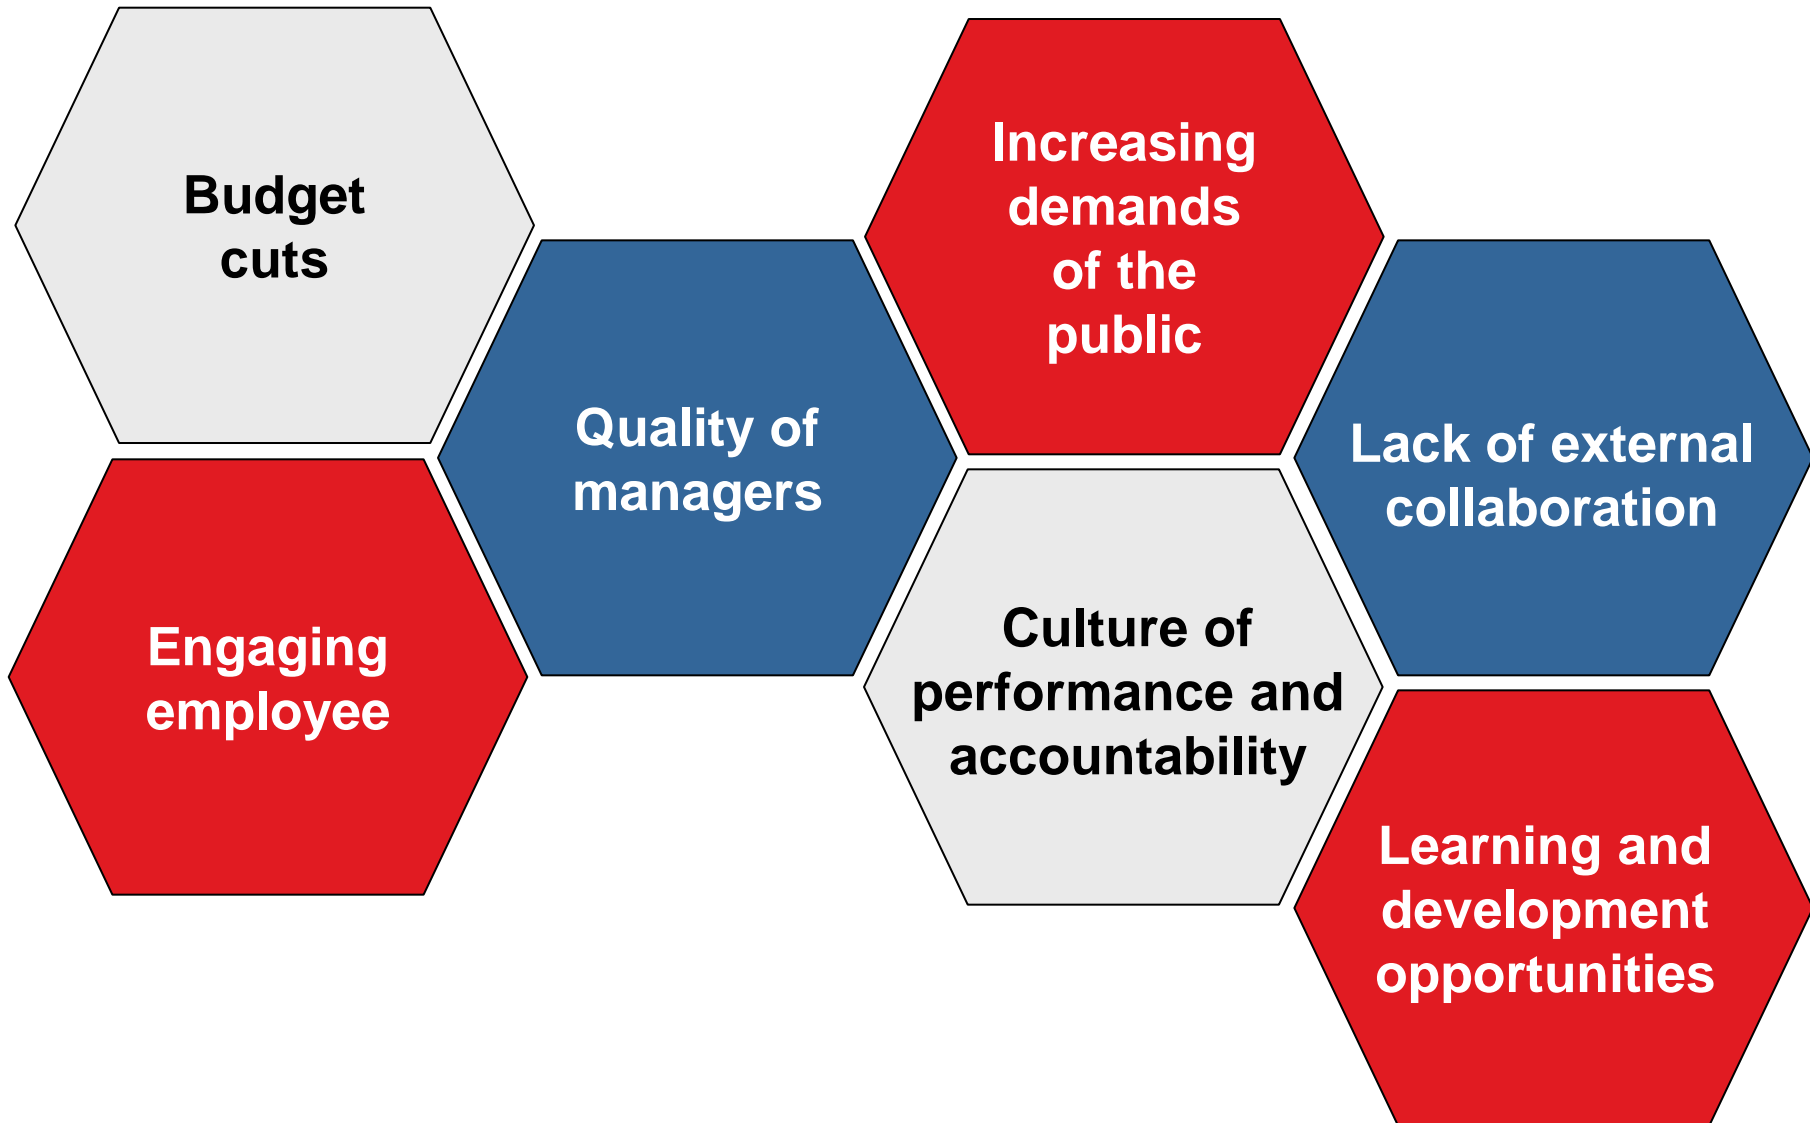 Budget
cuts
Engaging
employee
Quality of
managers
Increasing
demands
of the
public
Culture of
performance and
accountability
Lack of external
collaboration
Learning and
development
opportunities